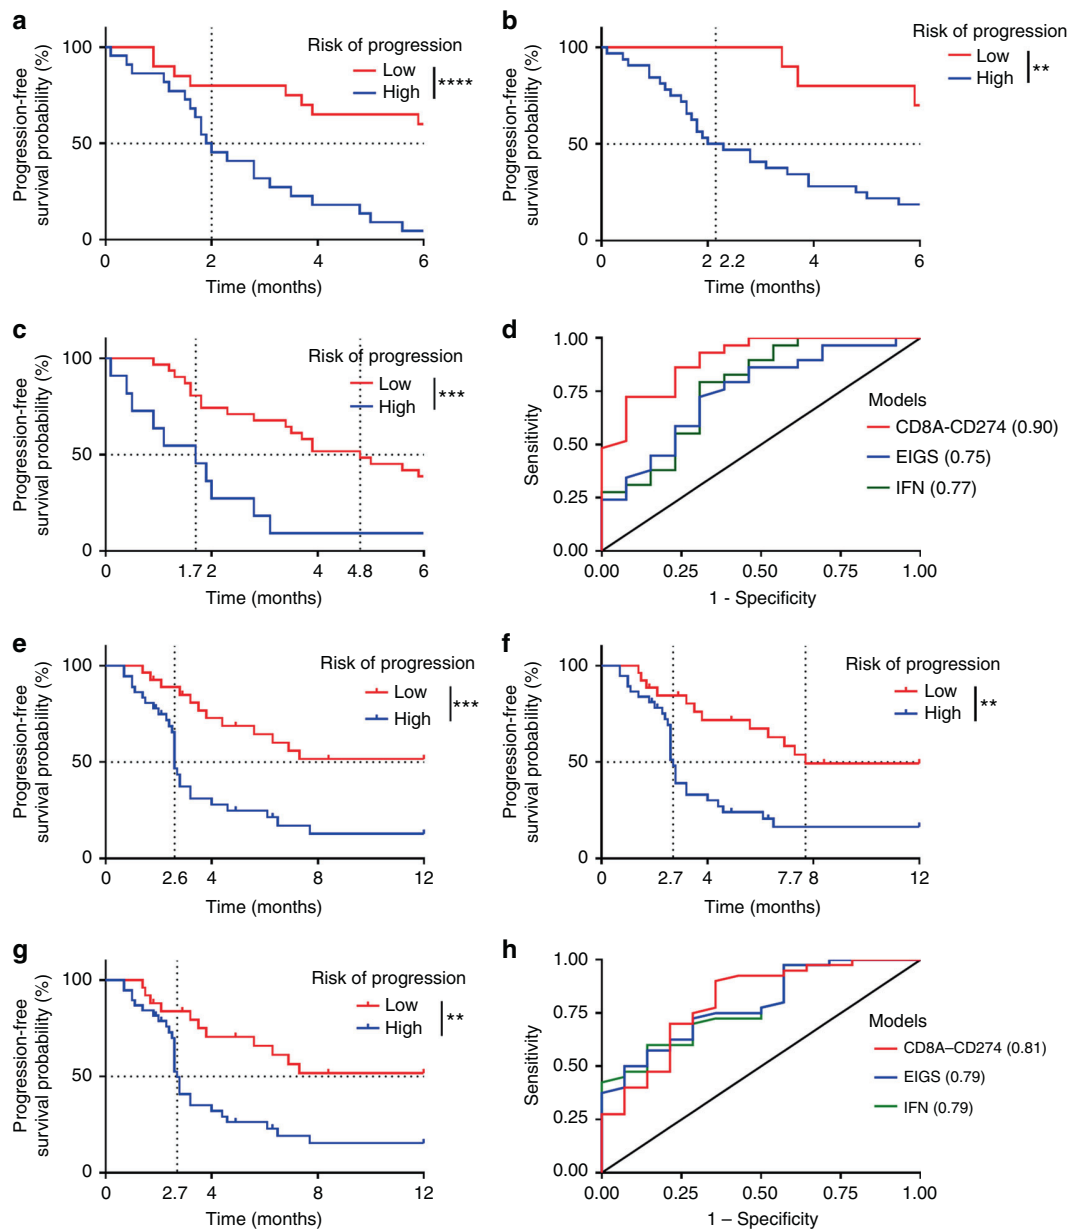 a
Progression-free
survival probability (%)
100
50
0
0
2
4
6
Time (months)
Risk of progression
Low
High
****
b
Progression-free
survival probability (%)
100
50
0
0
2
2.2
4
6
Time (months)
Risk of progression
Low
High
**
c
Progression-free
survival probability (%)
100
50
0
0
1.7
2
4
4.8
6
Time (months)
Risk of progression
Low
High
***
d
Sensitivity
1.00
0.75
0.50
0.25
0.00
0.00
0.25
0.50
0.75
1.00
1 - Specificity
Models
CD8A-CD274 (0.90)
EIGS (0.75)
IFN (0.77)
e
Progression-free
survival probability (%)
100
50
0
0
2.6
4
8
12
Time (months)
Risk of progression
Low
High
***
f
Progression-free
survival probability (%)
100
50
0
0
2.7
4
7.7
8
12
Time (months)
Risk of progression
Low
High
**
g
Progression-free
survival probability (%)
100
50
0
0
2.7
4
8
12
Time (months)
Risk of progression
Low
High
**
h
Sensitivity
1.00
0.75
0.50
0.25
0.00
0.00
0.25
0.50
0.75
1.00
1 – Specificity
Models
CD8A–CD274 (0.81)
EIGS (0.79)
IFN (0.79)